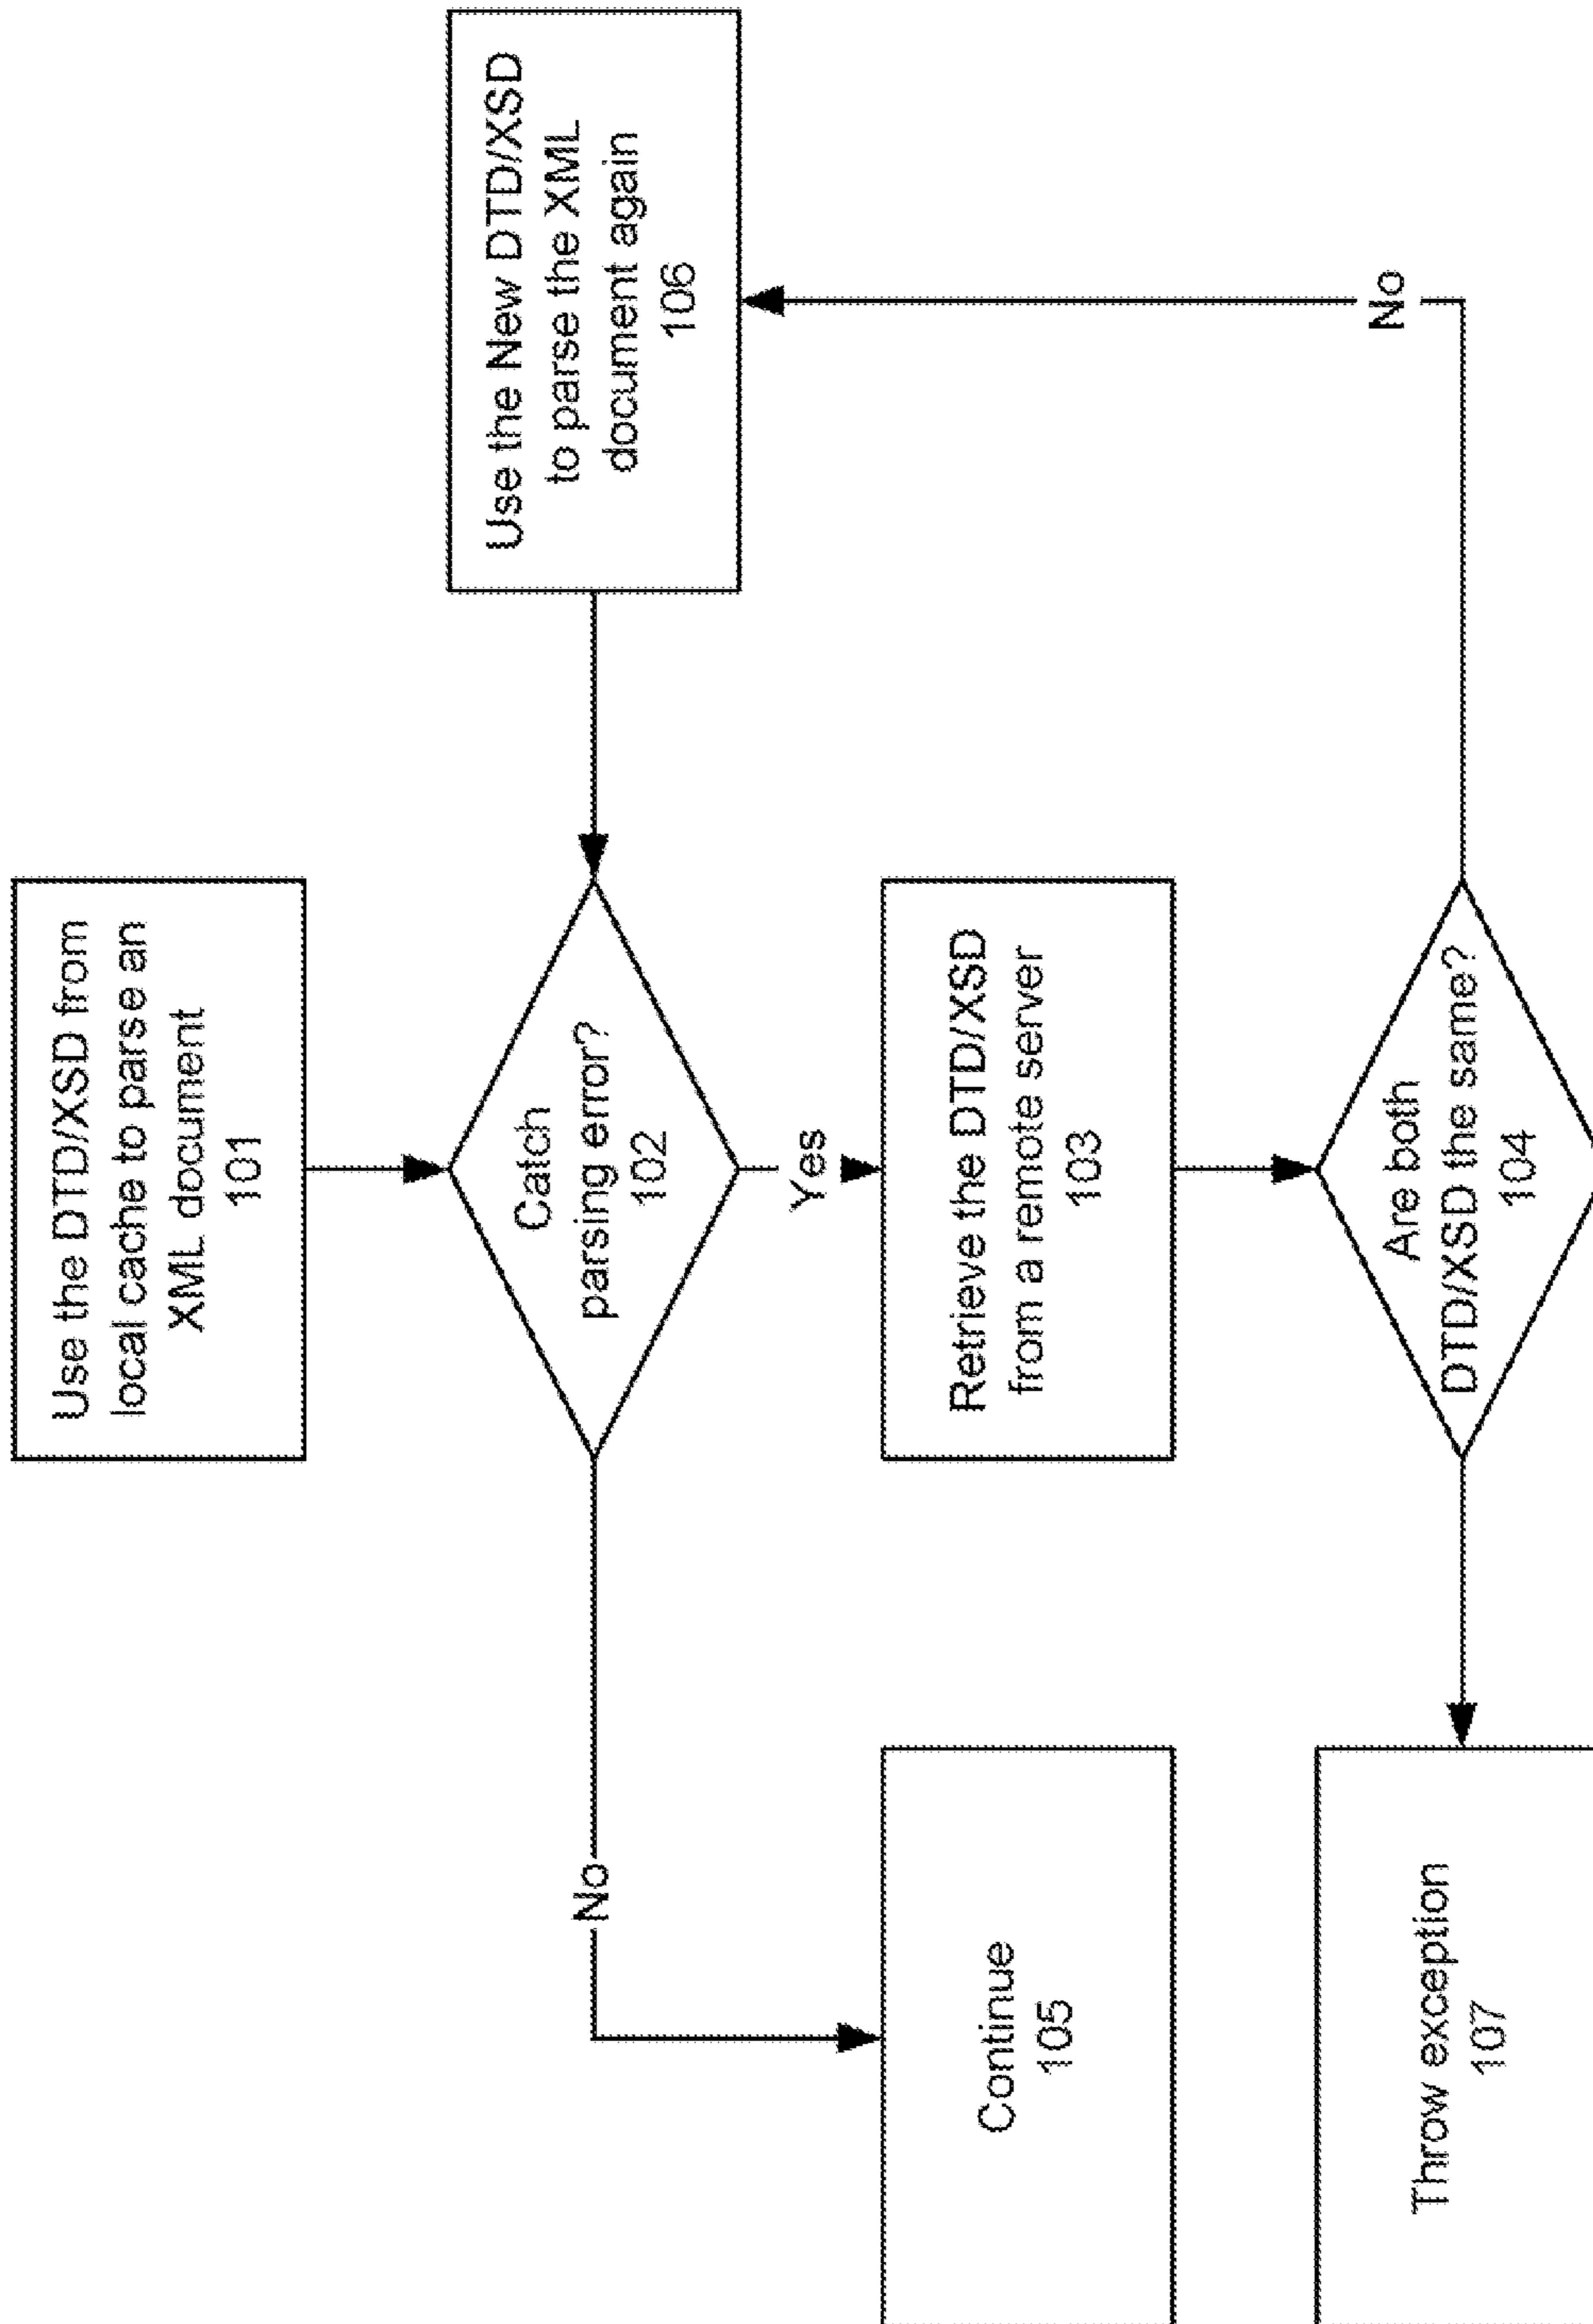 Use the DTD/XSD from
local cache to parse an
XML document
101
Catch
parsing error?
102
No
Yes
Use the New DTD/XSD
to parse the XML
document again
106
Continue
105
Retrieve the DTD/XSD
from a remote server
103
Throw exception
107
Are both
DTD/XSD the same?
104
No